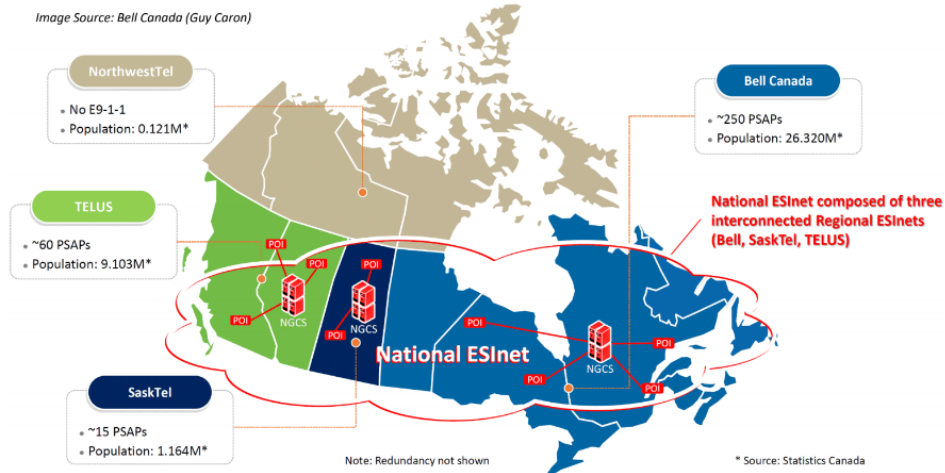 Image Source: Bell Canada (Guy Caron)
NorthwestTel
• No E9-1-1
• Population: 0.121M*
Bell Canada
• ~250 PSAPs
• Population: 26.320M*
TELUS
• ~60 PSAPs
• Population: 9.103M*
National ESInet composed of three
interconnected Regional ESInets
(Bell, SaskTel, TELUS)
POI
POI
POI
NGCS
POI
POI
NGCS
POI
POI
POI
POI
NGCS
National ESInet
SaskTel
• ~15 PSAPs
• Population: 1.164M*
Note: Redundancy not shown
* Source: Statistics Canada